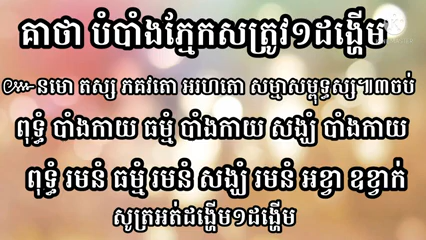 គាថា បំបាំងភ្នែកសត្រូវ១ដង្ហើម
៚នមោ តស្ស ភគវតោ អរហតោ សម្មាសម្ពុទ្ធស្ស៕៣ចប់
ពុទ្ធំ បាំងកាយ ធម្មំ បាំងកាយ សង្ឃំ បាំងកាយ
ពុទ្ធំ រមនំ ធម្មំ រមនំ សង្ឃំ រមនំ អខ្វា ឧខ្វាក់
សូត្រអត់ដង្ហើម១ដង្ហើម